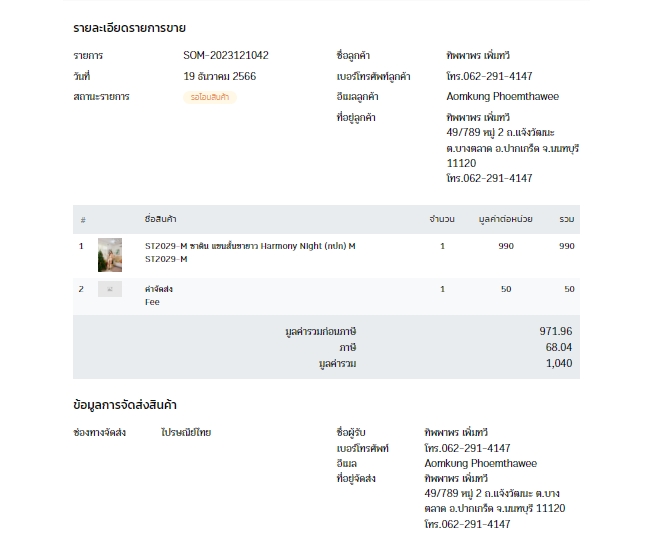 รายละเอียดรายการขาย
รายการ SOM-2023121042 ชื่อลูกค้า ทิพพาพร เพิ่มทวี
วันที่ 19 ธันวาคม 2566 เบอร์โทรศัพท์ลูกค้า โทร.062-291-4147
สถานะรายการ รอโอนสินค้า อีเมลลูกค้า Aomkung Phoemthawee
ที่อยู่ลูกค้า ทิพพาพร เพิ่มทวี
49/789 หมู่ 2 ถ.แจ้งวัฒนะ
ต.บางตลาด อ.ปากเกร็ด จ.นนทบุรี
11120
โทร.062-291-4147
# ชื่อสินค้า จำนวน มูลค่าต่อหน่วย รวม
1 ST2029-M ซาติน แขนสั้นขายาว Harmony Night (กปก) M 1 990 990
ST2029-M
2 ค่าจัดส่ง 1 50 50
Fee
มูลค่ารวมก่อนภาษี 971.96
ภาษี 68.04
มูลค่ารวม 1,040
ข้อมูลการจัดส่งสินค้า
ช่องทางจัดส่ง ไปรษณีย์ไทย ชื่อผู้รับ ทิพพาพร เพิ่มทวี
เบอร์โทรศัพท์ โทร.062-291-4147
อีเมล Aomkung Phoemthawee
ที่อยู่จัดส่ง ทิพพาพร เพิ่มทวี
49/789 หมู่ 2 ถ.แจ้งวัฒนะ ต.บาง
ตลาด อ.ปากเกร็ด จ.นนทบุรี 11120
โทร.062-291-4147